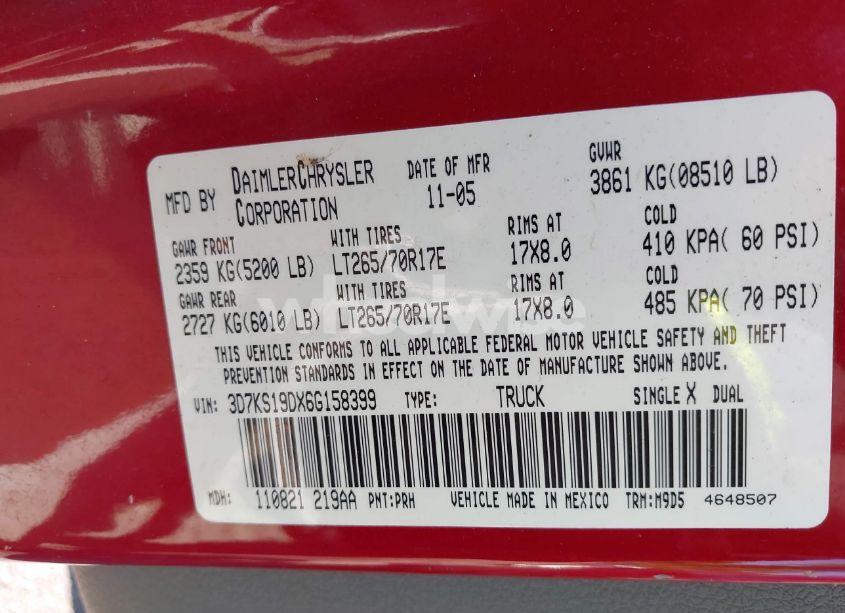 MFD BY DAIMLERCHRYSLER CORPORATION DATE OF MFR 11-05 GVWR 3861 KG(08510 LB)
GAWR FRONT WITH TIRES RIMS AT COLD
2359 KG(5200 LB) LT265/70R17E 17X8.0 410 KPA( 60 PSI)
GAWR REAR WITH TIRES RIMS AT COLD
2727 KG(6010 LB) LT265/70R17E 17X8.0 485 KPA( 70 PSI)
THIS VEHICLE CONFORMS TO ALL APPLICABLE FEDERAL MOTOR VEHICLE SAFETY AND THEFT
PREVENTION STANDARDS IN EFFECT ON THE DATE OF MANUFACTURE SHOWN ABOVE.
VIN: 3D7KS19DX6G158399 TYPE: TRUCK SINGLE X DUAL
MDH: 110821 219AA PNT:PRH VEHICLE MADE IN MEXICO TRM:M9D5 4648507
wheelwise